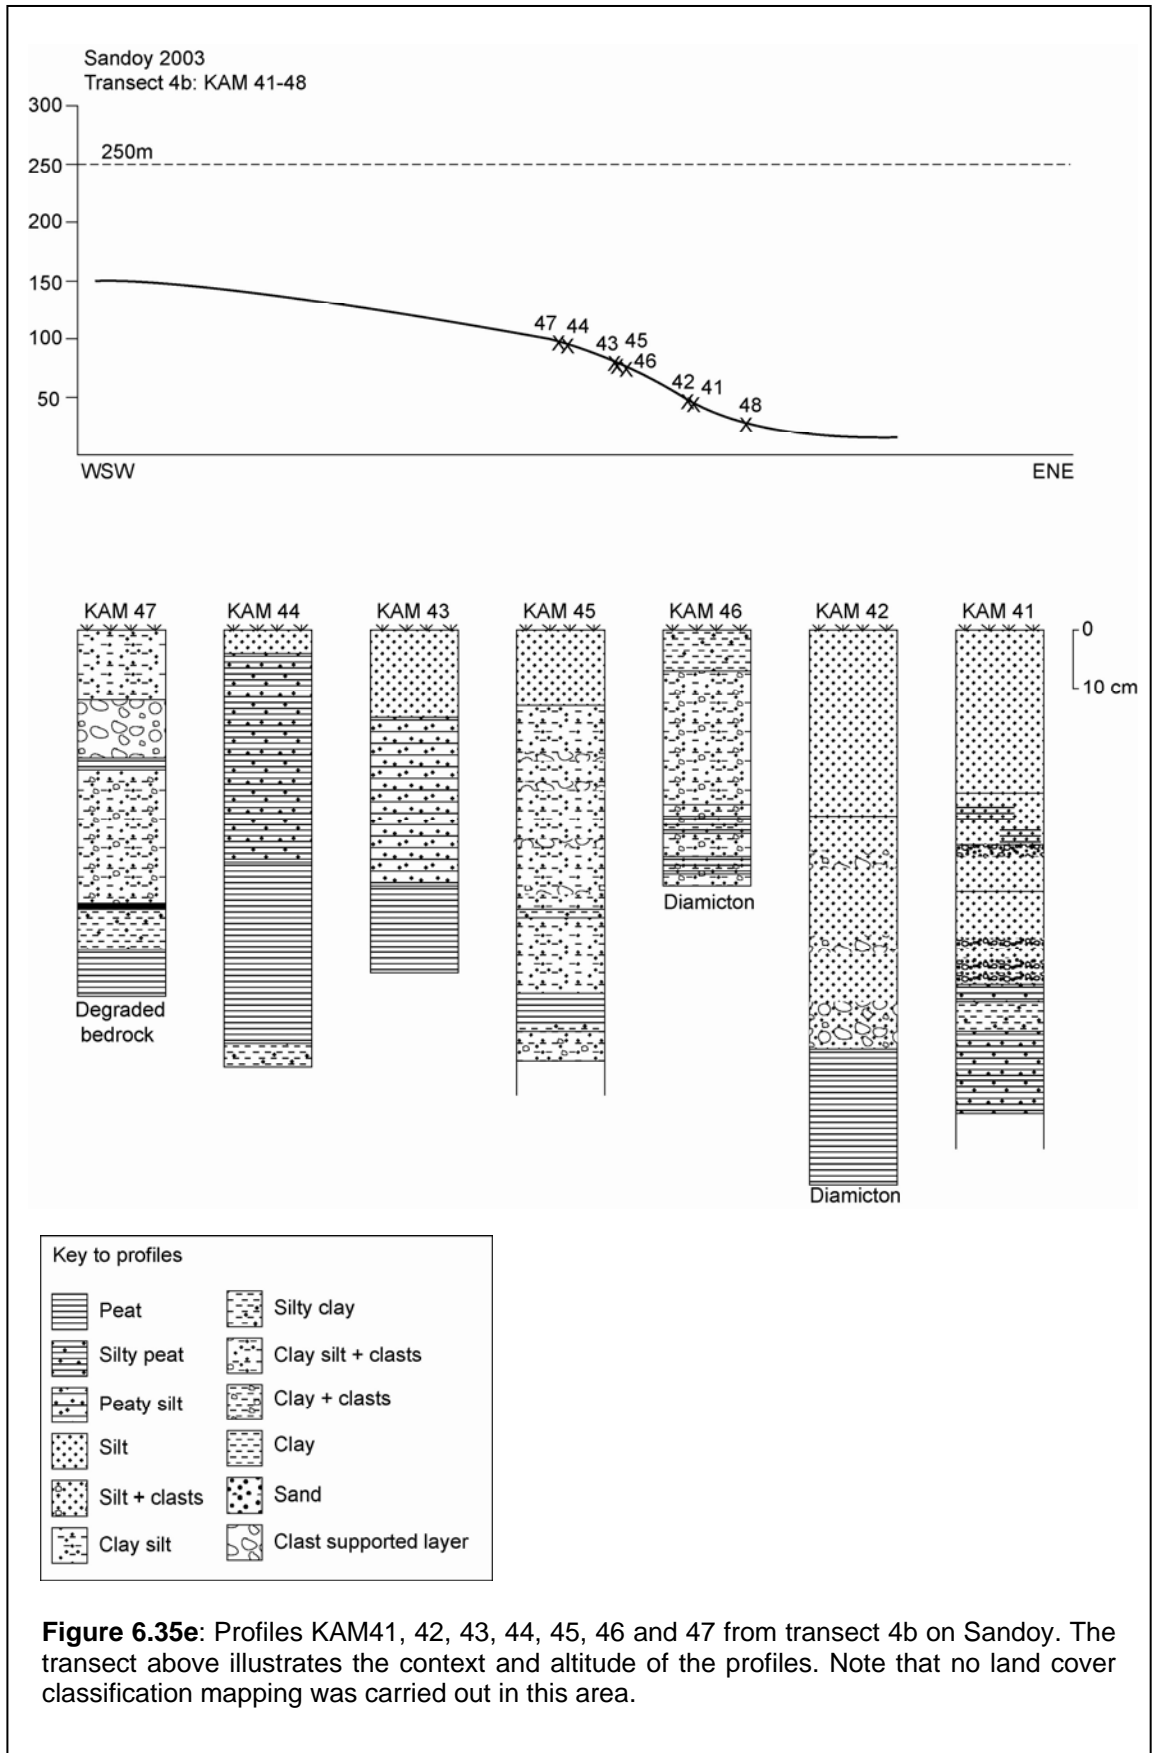 Sandoy 2003
Transect 4b: KAM 41-48
300
250m
250
200
150
100
50
47 44
43 45
46
42 41
48
WSW ENE
KAM 47 KAM 44 KAM 43 KAM 45 KAM 46 KAM 42 KAM 41
0
10 cm
Diamicton
Degraded
bedrock
Diamicton
Key to profiles
Peat
Silty peat
Peaty silt
Silt
Silt + clasts
Clay silt
Silty clay
Clay silt + clasts
Clay + clasts
Clay
Sand
Clast supported layer
Figure 6.35e: Profiles KAM41, 42, 43, 44, 45, 46 and 47 from transect 4b on Sandoy. The
transect above illustrates the context and altitude of the profiles. Note that no land cover
classification mapping was carried out in this area.